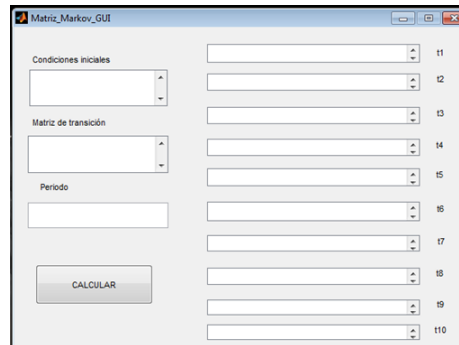 Matriz_Markov_GUI
Condiciones iniciales
Matriz de transición
Periodo
CALCULAR
t1
t2
t3
t4
t5
t6
t7
t8
t9
t10